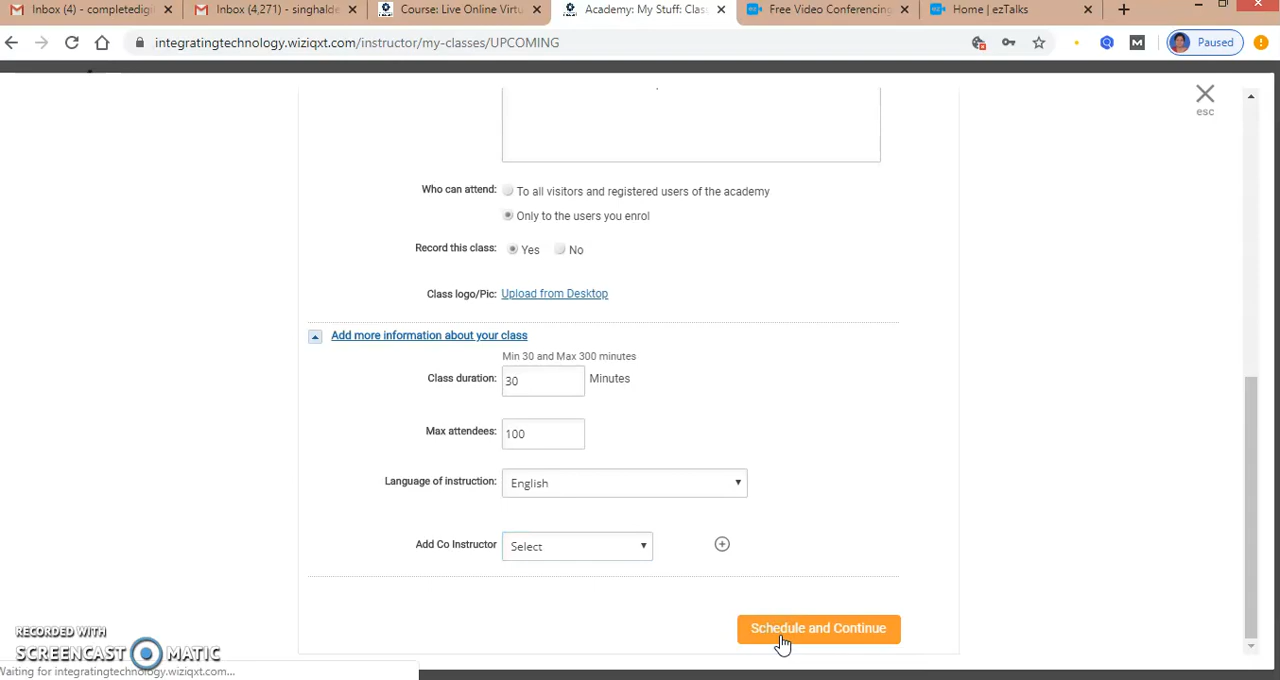 Inbox (4) - completedig
Inbox (4,271) - singhalde
Course: Live Online Virtu
Academy: My Stuff: Class
Free Video Conferencing
Home | ezTalks
integratingtechnology.wiziqxt.com/instructor/my-classes/UPCOMING
M
Paused
esc
Who can attend: To all visitors and registered users of the academy
Only to the users you enrol
Record this class: Yes No
Class logo/Pic: Upload from Desktop
Add more information about your class
Min 30 and Max 300 minutes
Class duration: 30 Minutes
Max attendees: 100
Language of instruction: English
Add Co Instructor Select
Schedule and Continue
RECORDED WITH
SCREENCAST MATIC
Waiting for integratingtechnology.wiziqxt.com...